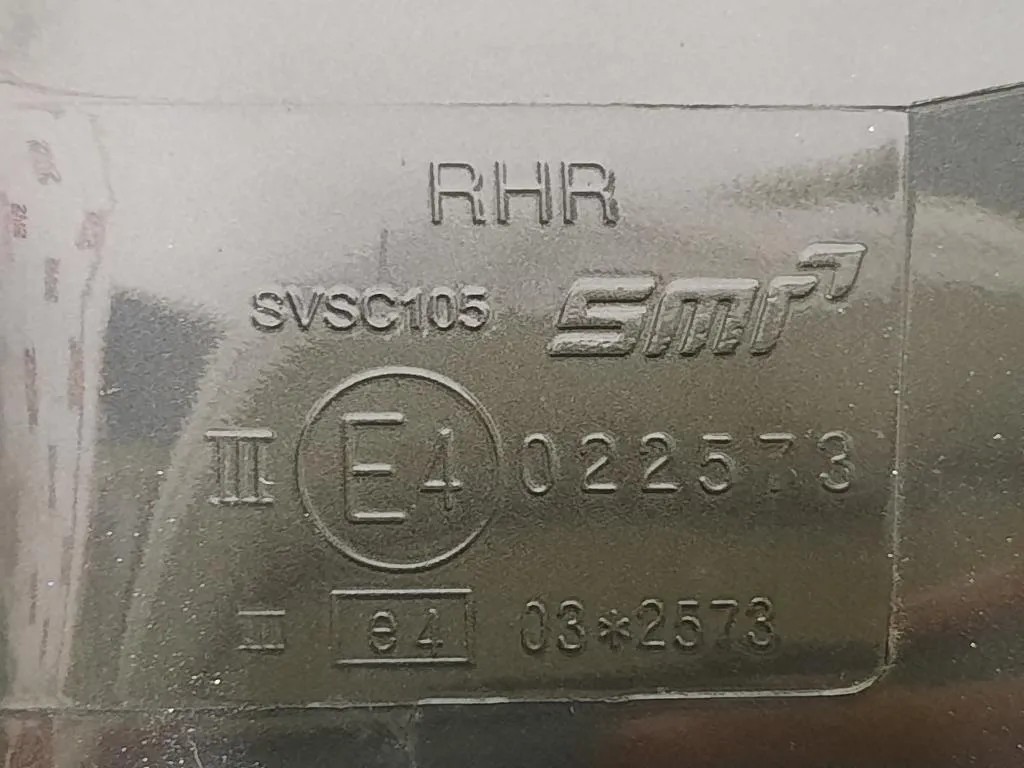 RHR
SVSC105 smr
III E4 022573
III e4 03*2573